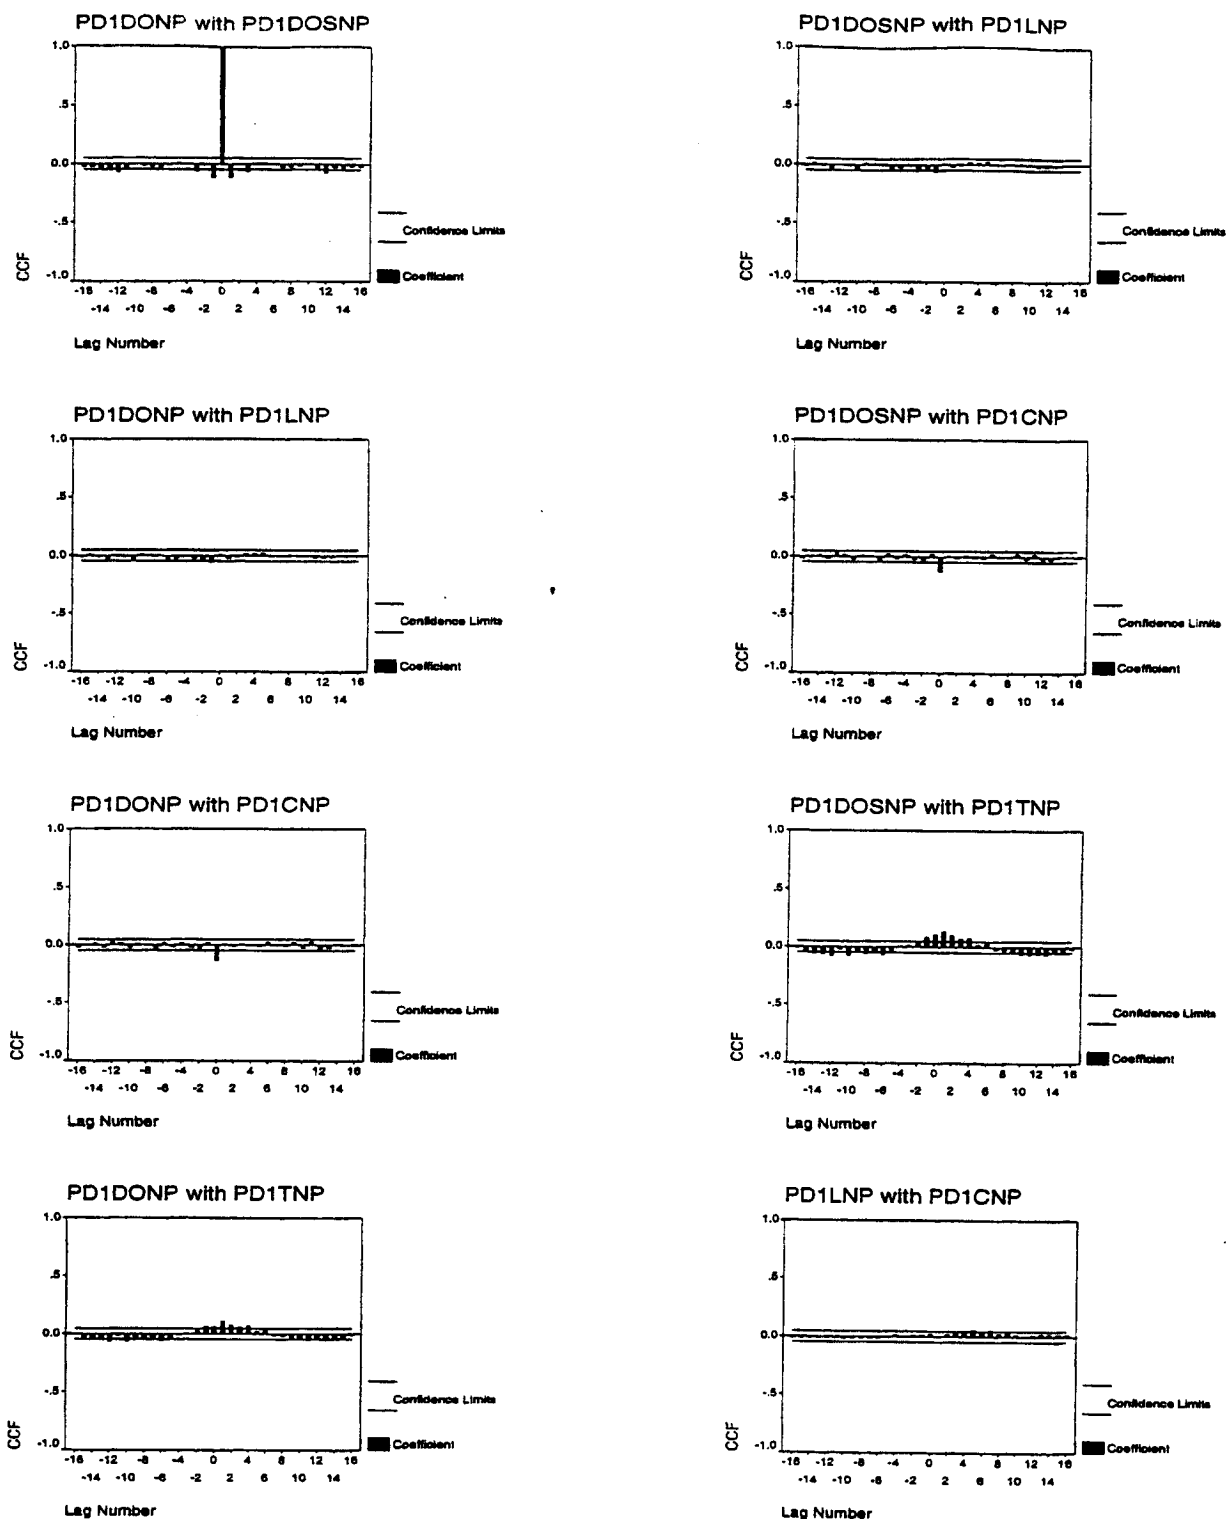 PD1DONP with PD1DOSNP
1.0
.5
0.0
-.5
-1.0
CCF
Confidence Limits
Coefficient
-16 -12 -8 -4 0 4 8 12 16
-14 -10 -6 -2 2 6 10 14
Lag Number
PD1DOSNP with PD1LNP
1.0
.5
0.0
-.5
-1.0
CCF
Confidence Limits
Coefficient
-16 -12 -8 -4 0 4 8 12 16
-14 -10 -6 -2 2 6 10 14
Lag Number
PD1DONP with PD1LNP
1.0
.5
0.0
-.5
-1.0
CCF
Confidence Limits
Coefficient
-16 -12 -8 -4 0 4 8 12 16
-14 -10 -6 -2 2 6 10 14
Lag Number
PD1DOSNP with PD1CNP
1.0
.5
0.0
-.5
-1.0
CCF
Confidence Limits
Coefficient
-16 -12 -8 -4 0 4 8 12 16
-14 -10 -6 -2 2 6 10 14
Lag Number
PD1DONP with PD1CNP
1.0
.5
0.0
-.5
-1.0
CCF
Confidence Limits
Coefficient
-16 -12 -8 -4 0 4 8 12 16
-14 -10 -6 -2 2 6 10 14
Lag Number
PD1DOSNP with PD1TNP
1.0
.5
0.0
-.5
-1.0
CCF
Confidence Limits
Coefficient
-16 -12 -8 -4 0 4 8 12 16
-14 -10 -6 -2 2 6 10 14
Lag Number
PD1DONP with PD1TNP
1.0
.5
0.0
-.5
-1.0
CCF
Confidence Limits
Coefficient
-16 -12 -8 -4 0 4 8 12 16
-14 -10 -6 -2 2 6 10 14
Lag Number
PD1LNP with PD1CNP
1.0
.5
0.0
-.5
-1.0
CCF
Confidence Limits
Coefficient
-16 -12 -8 -4 0 4 8 12 16
-14 -10 -6 -2 2 6 10 14
Lag Number